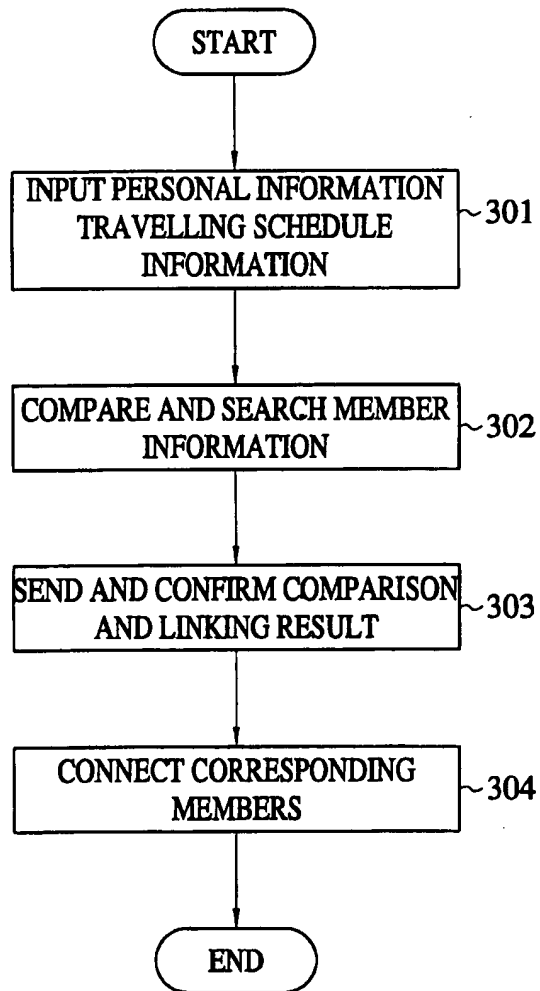 START
INPUT PERSONAL INFORMATION
TRAVELLING SCHEDULE
INFORMATION
301
COMPARE AND SEARCH MEMBER
INFORMATION
302
SEND AND CONFIRM COMPARISON
AND LINKING RESULT
303
CONNECT CORRESPONDING
MEMBERS
304
END